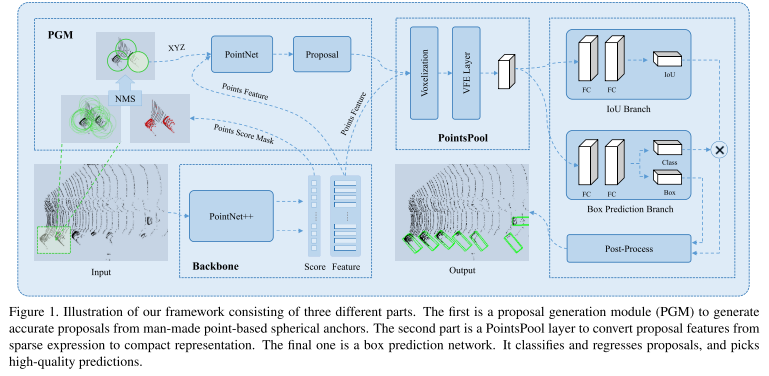 PGM
XYZ
PointNet
Proposal
NMS
Points Feature
Points Score Mask
Points Feature
Voxelization
VFE Layer
PointsPool
FC
FC
IoU
IoU Branch
FC
FC
Class
Box
Box Prediction Branch
Post-Process
Input
PointNet++
Backbone
Score
Feature
Output
Figure 1. Illustration of our framework consisting of three different parts. The first is a proposal generation module (PGM) to generate
accurate proposals from man-made point-based spherical anchors. The second part is a PointsPool layer to convert proposal features from
sparse expression to compact representation. The final one is a box prediction network. It classifies and regresses proposals, and picks
high-quality predictions.